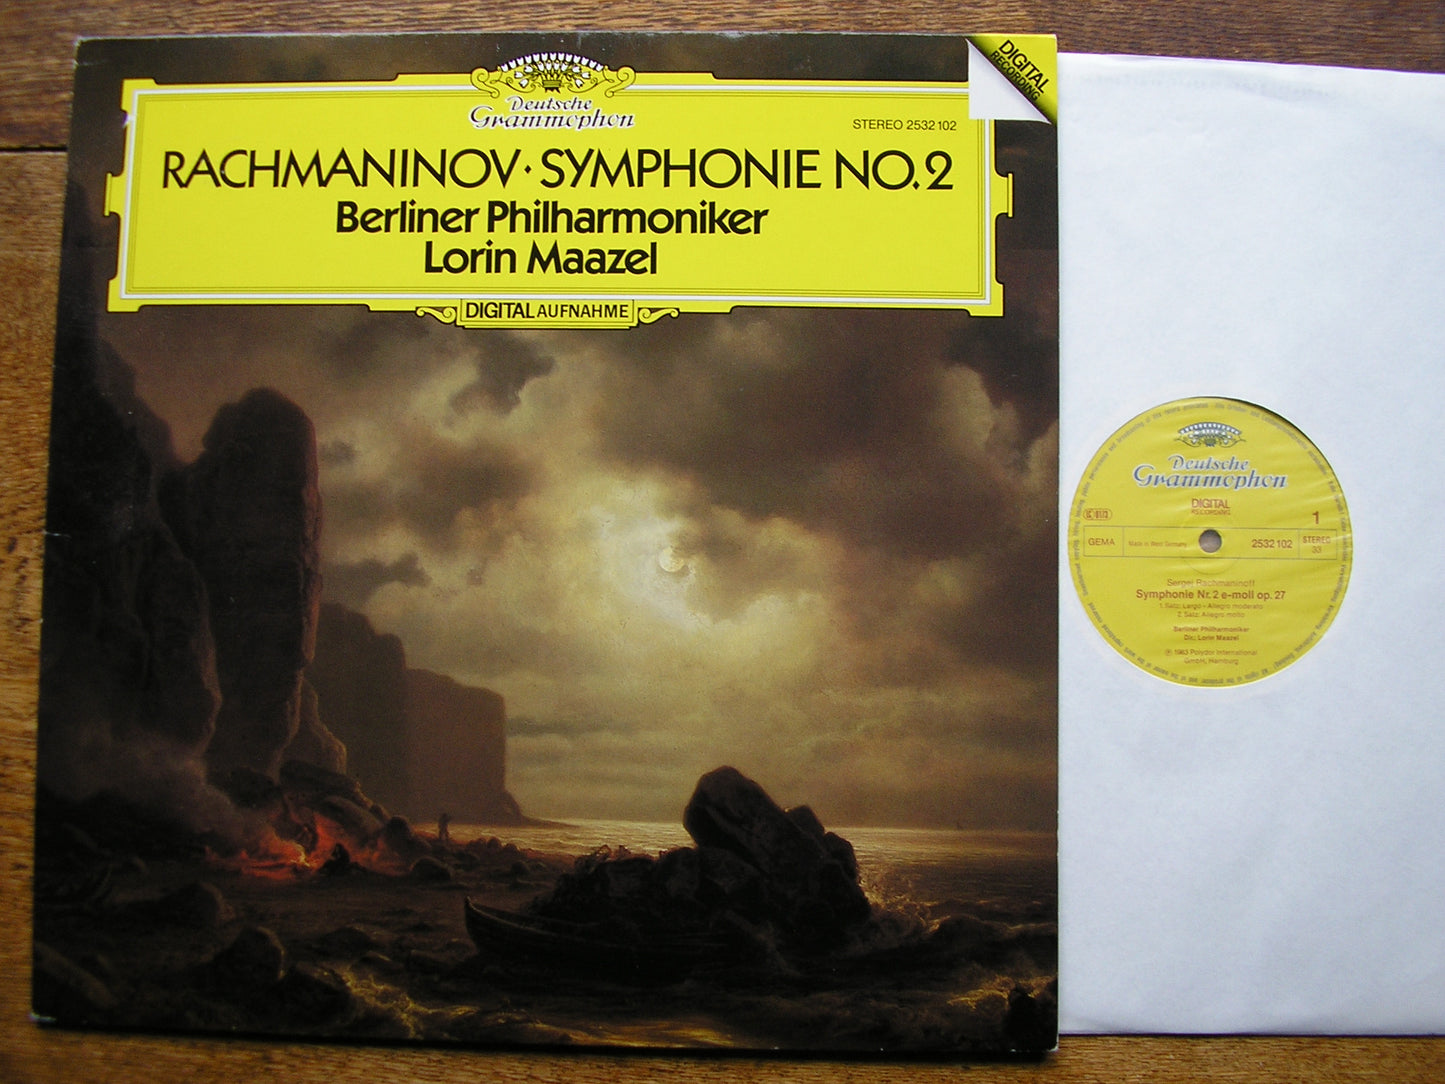 Deutsche
Grammophon
STEREO 2532 102
DIGITAL
RECORDING
RACHMANINOV · SYMPHONIE NO. 2
Berliner Philharmoniker
Lorin Maazel
DIGITAL AUFNAHME
Deutsche
Grammophon
DIGITAL
RECORDING
1
GEMA
Made in West Germany
2532 102
STEREO
33
Sergej Rachmaninoff
Symphonie Nr. 2 e-moll op. 27
1. Satz: Largo - Allegro moderato
2. Satz: Allegro molto
Berliner Philharmoniker
Dir.: Lorin Maazel
℗ 1983 Polydor International
GmbH, Hamburg